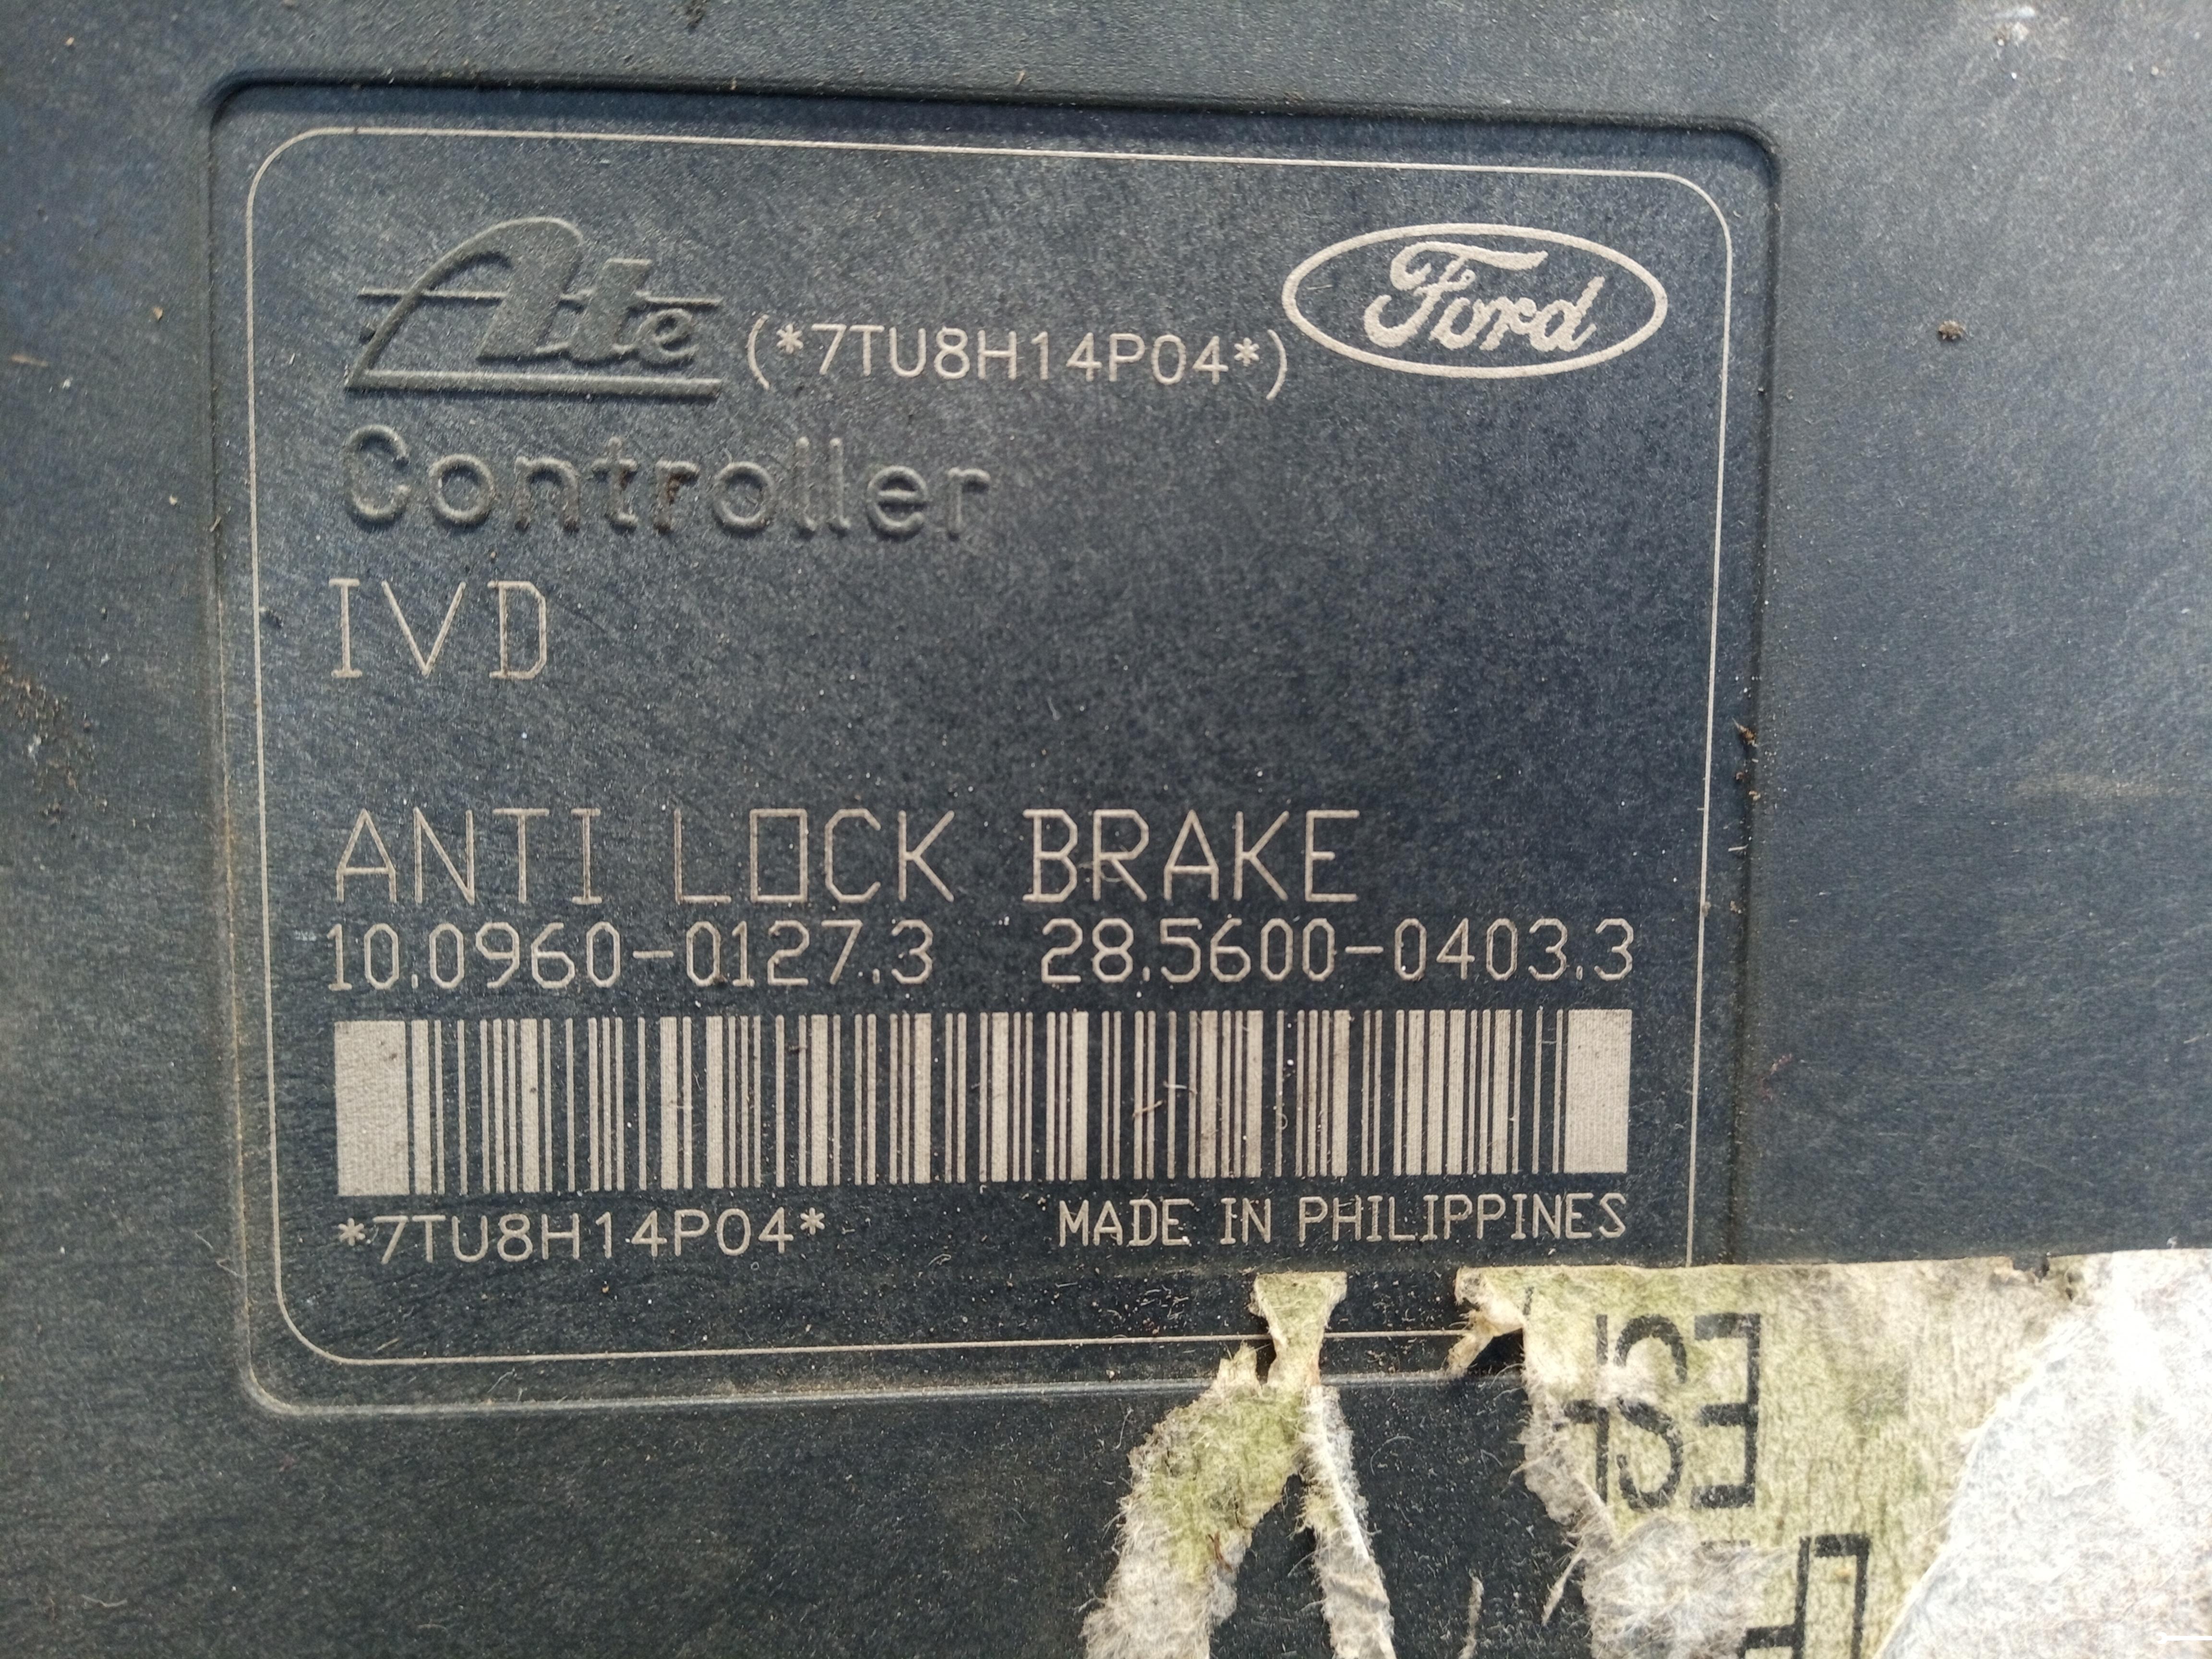 Ate (*7TU8H14P04*) Ford
Controller
IVD
ANTI LOCK BRAKE
10.0960-0127.3 28.5600-0403.3
*7TU8H14P04* MADE IN PHILIPPINES